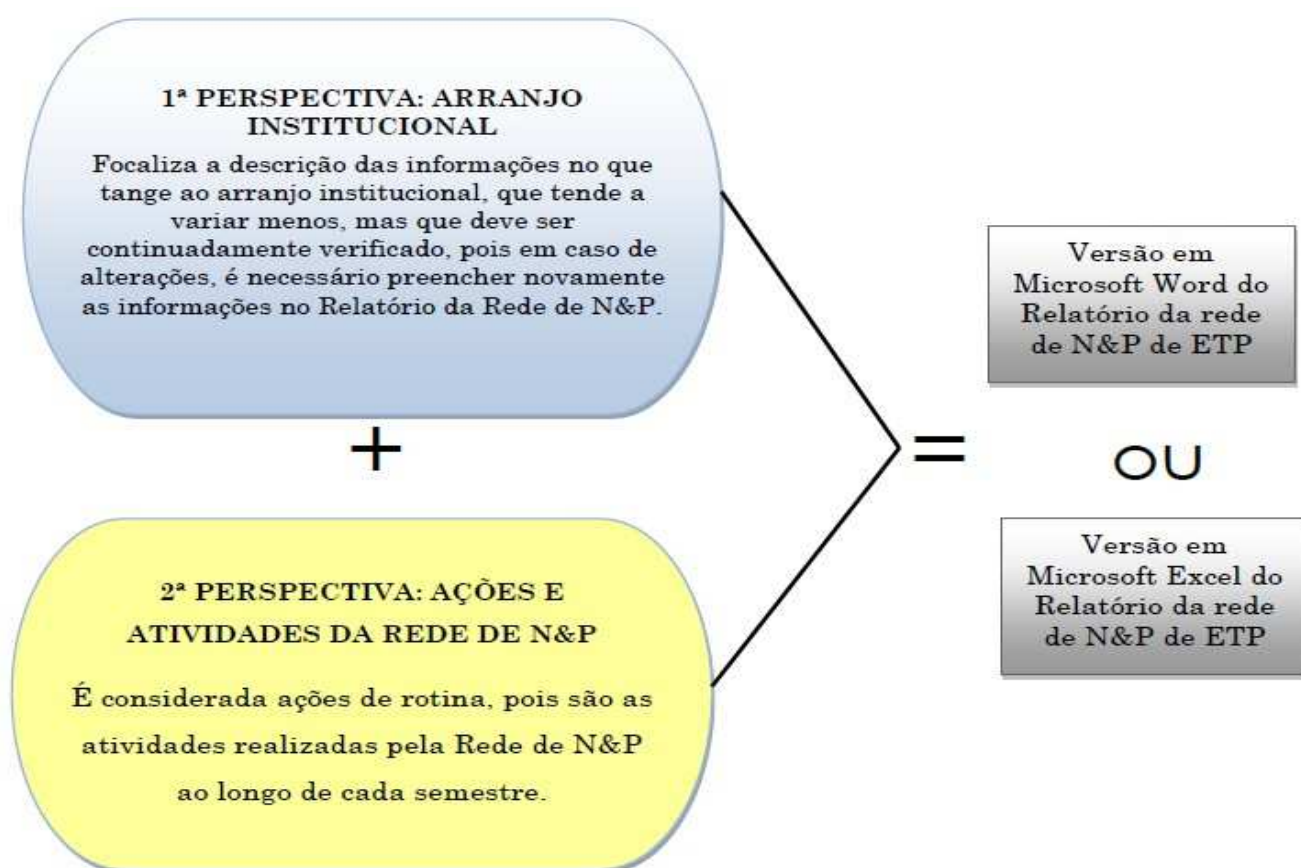 1ª PERSPECTIVA: ARRANJO
INSTITUCIONAL
Focaliza a descrição das informações no que
tange ao arranjo institucional, que tende a
variar menos, mas que deve ser
continuadamente verificado, pois em caso de
alterações, é necessário preencher novamente
as informações no Relatório da Rede de N&P.
+
2ª PERSPECTIVA: AÇÕES E
ATIVIDADES DA REDE DE N&P
É considerada ações de rotina, pois são as
atividades realizadas pela Rede de N&P
ao longo de cada semestre.
=
Versão em
Microsoft Word do
Relatório da rede
de N&P de ETP
OU
Versão em
Microsoft Excel do
Relatório da rede
de N&P de ETP